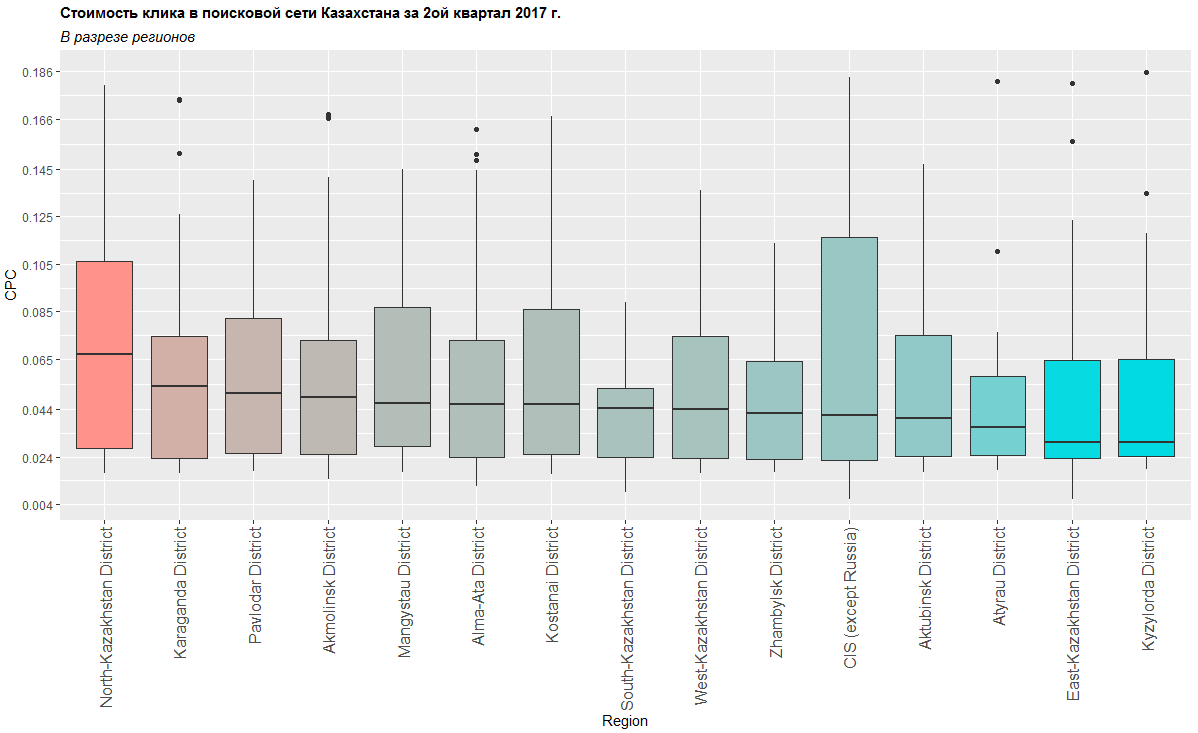 Стоимость клика в поисковой сети Казахстана за 2ой квартал 2017 г.
В разрезе регионов
CPC
0.186
0.166
0.145
0.125
0.105
0.085
0.065
0.044
0.024
0.004
North-Kazakhstan District
Karaganda District
Pavlodar District
Akmolinsk District
Mangystau District
Alma-Ata District
Kostanai District
South-Kazakhstan District
West-Kazakhstan District
Zhambylsk District
CIS (except Russia)
Aktubinsk District
Atyrau District
East-Kazakhstan District
Kyzylorda District
Region